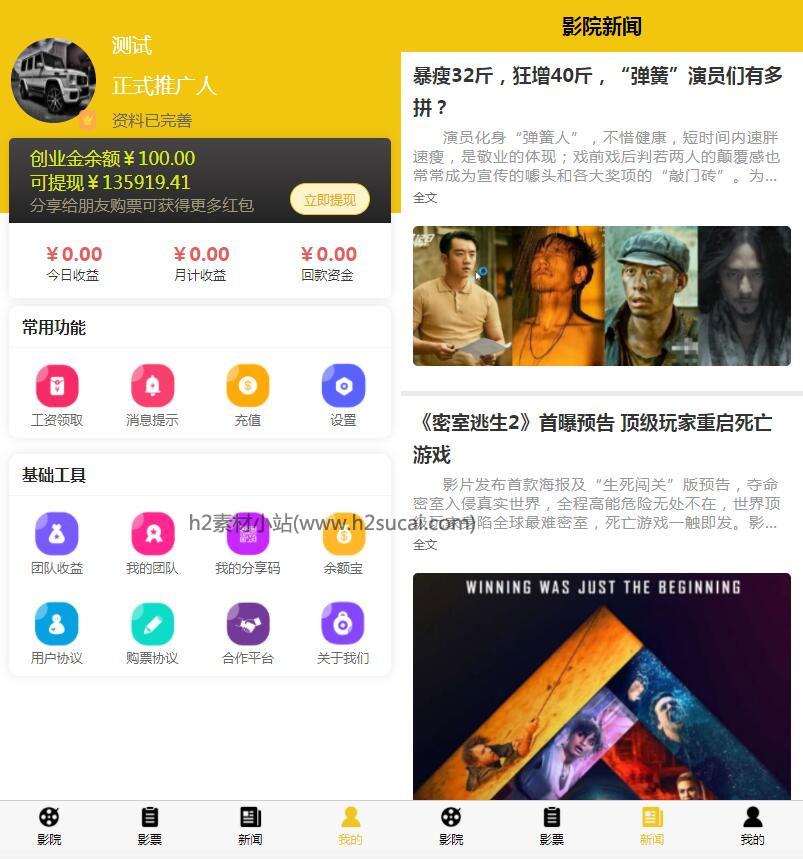 测试
正式推广人
资料已完善
创业金余额￥100.00
可提现￥135919.41
分享给朋友购票可获得更多红包
立即提现
￥0.00 ￥0.00 ￥0.00
今日收益 月计收益 回款资金
常用功能
工资领取 消息提示 充值 设置
基础工具
团队收益 我的团队 我的分享码 余额宝
用户协议 购票协议 合作平台 关于我们
影院 影票 新闻 我的
影院新闻
暴瘦32斤，狂增40斤，“弹簧”演员们有多
拼？
演员化身“弹簧人”，不惜健康，短时间内速胖
速瘦，是敬业的体现；戏前戏后判若两人的颠覆感也
常常成为宣传的噱头和各大奖项的“敲门砖”。为...
全文
《密室逃生2》首曝预告 顶级玩家重启死亡
游戏
影片发布首款海报及“生死闯关”版预告，夺命
密室入侵真实世界，全程高能危险无处不在，世界顶
身陷全球最难密室，死亡游戏一触即发。影...
全文
WINNING WAS JUST THE BEGINNING
影院 影票 新闻 我的
h2素材小站(www.h2sucai.com)